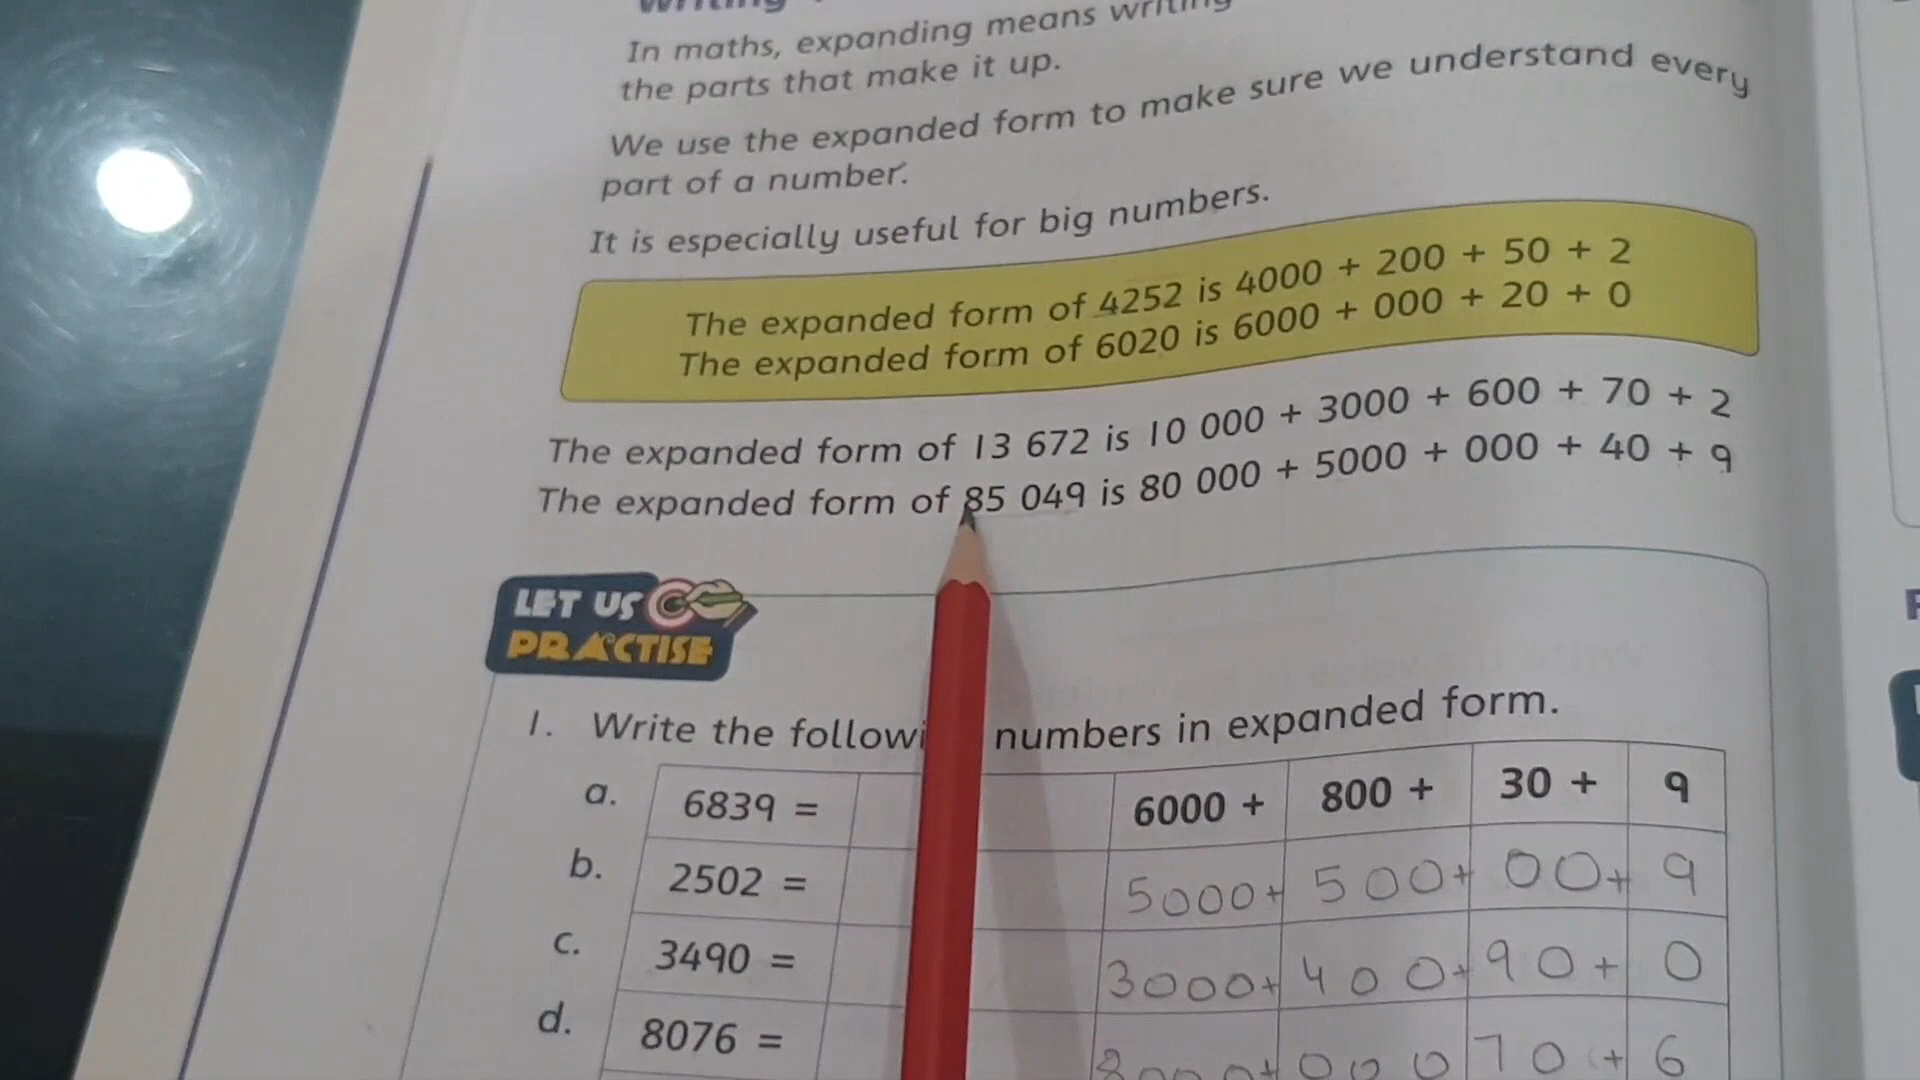 Writing
In maths, expanding means writing
the parts that make it up.
We use the expanded form to make sure we understand every
part of a number.
It is especially useful for big numbers.
The expanded form of 4252 is 4000 + 200 + 50 + 2
The expanded form of 6020 is 6000 + 000 + 20 + 0
The expanded form of 13 672 is 10 000 + 3000 + 600 + 70 + 2
The expanded form of 85 049 is 80 000 + 5000 + 000 + 40 + 9
LET US
PRACTISE
1. Write the followi numbers in expanded form.
a. 6839 = 6000 + 800 + 30 + 9
b. 2502 = 5000+ 500+ 00+ 9
c. 3490 = 3000+ 400+ 90+ 0
d. 8076 = 8000+ 000 70 + 6